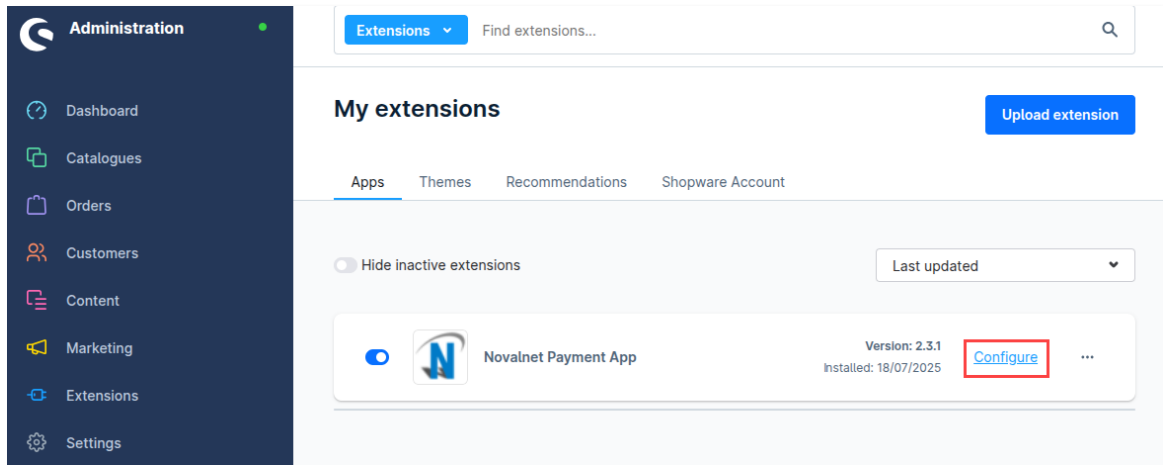 Administration
Dashboard
Catalogues
Orders
Customers
Content
Marketing
Extensions
Settings
Extensions Find extensions...
My extensions
Upload extension
Apps Themes Recommendations Shopware Account
Hide inactive extensions
Last updated
N
Novalnet Payment App
Version: 2.3.1
Installed: 18/07/2025
Configure